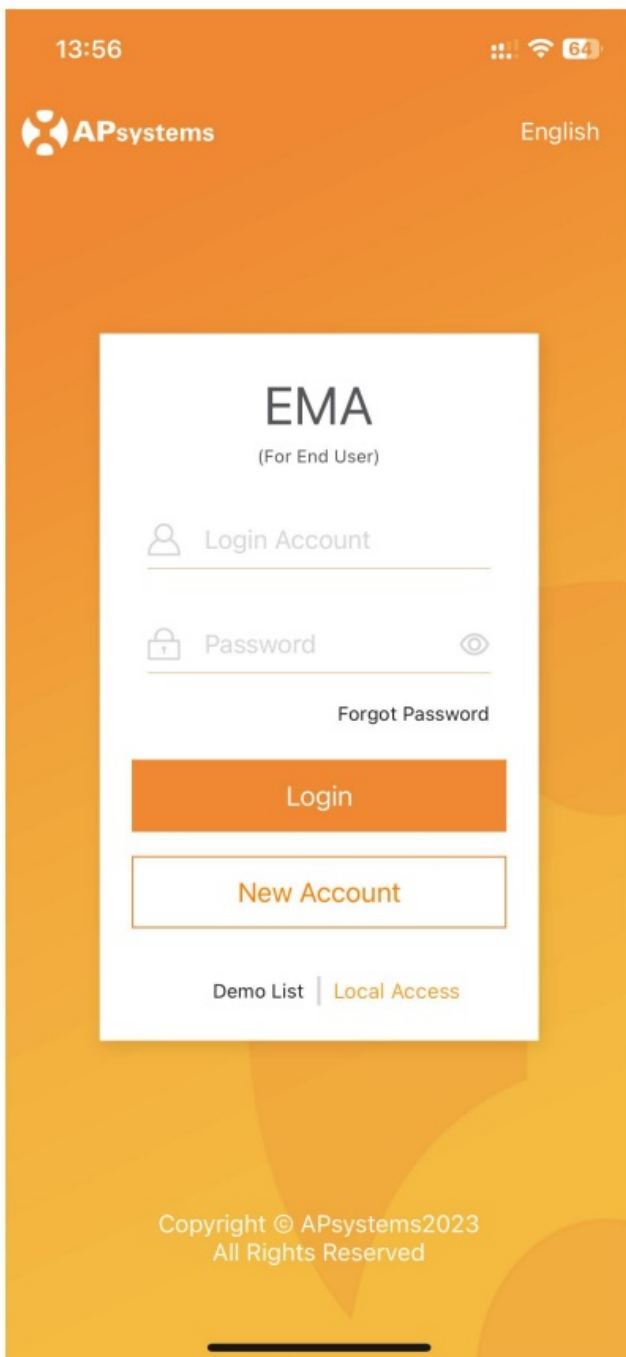 13:56
64
APsystems
English
EMA
(For End User)
Login Account
Password
Forgot Password
Login
New Account
Demo List
Local Access
Copyright © APsystems2023
All Rights Reserved